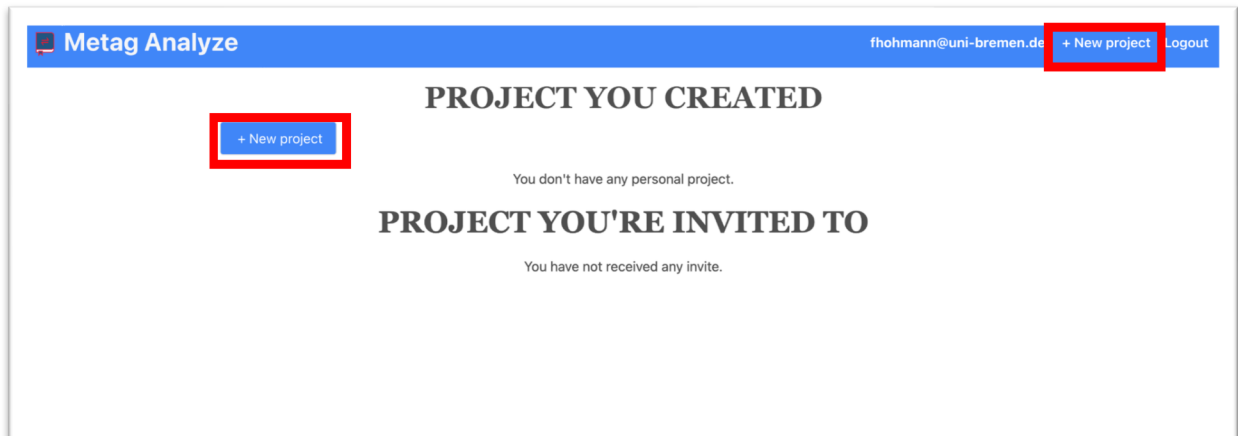 Metag Analyze
fhohmann@uni-bremen.de + New project Logout
PROJECT YOU CREATED
+ New project
You don't have any personal project.
PROJECT YOU'RE INVITED TO
You have not received any invite.